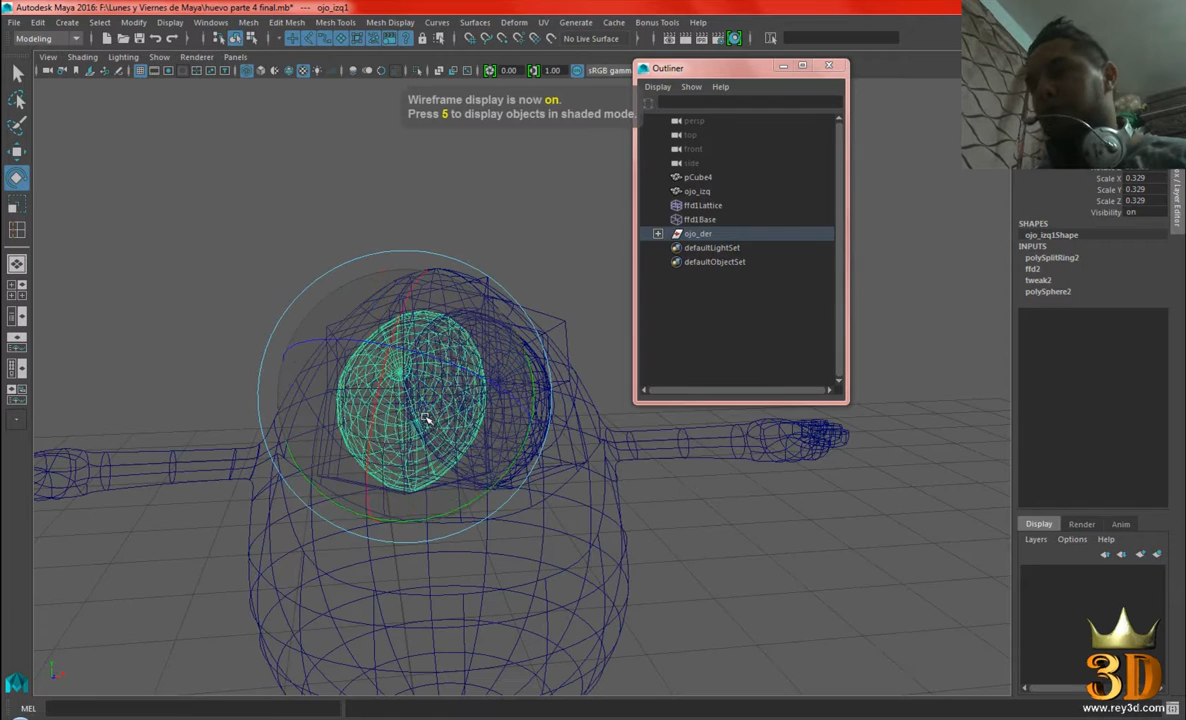 Autodesk Maya 2016: F:\Lunes y Viernes de Maya\huevo parte 4 final.mb* --- ojo_izq1
File Edit Create Select Modify Display Windows Mesh Edit Mesh Mesh Tools Mesh Display Curves Surfaces Deform UV Generate Cache Bonus Tools Help
Modeling
No Live Surface
View Shading Lighting Show Renderer Panels
0.00
1.00
sRGB gamm
Wireframe display is now on.
Press 5 to display objects in shaded mode.
Outliner
Display Show Help
persp
top
front
side
pCube4
ojo_izq
ffd1Lattice
ffd1Base
ojo_der
defaultLightSet
defaultObjectSet
Scale X 0.329
Scale Y 0.329
Scale Z 0.329
Visibility on
SHAPES
ojo_izq1Shape
INPUTS
polySplitRing2
ffd2
tweak2
polySphere2
Display Render Anim
Layers Options Help
3D
www.rey3d.com
MEL